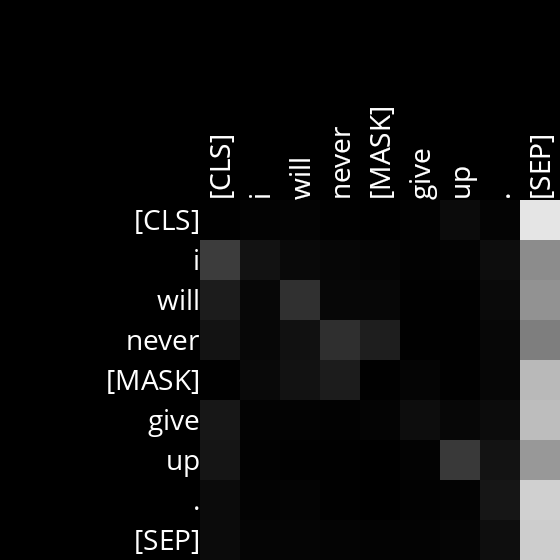 [CLS] i will never [MASK] give up . [SEP]
[CLS]
i
will
never
[MASK]
give
up
.
[SEP]